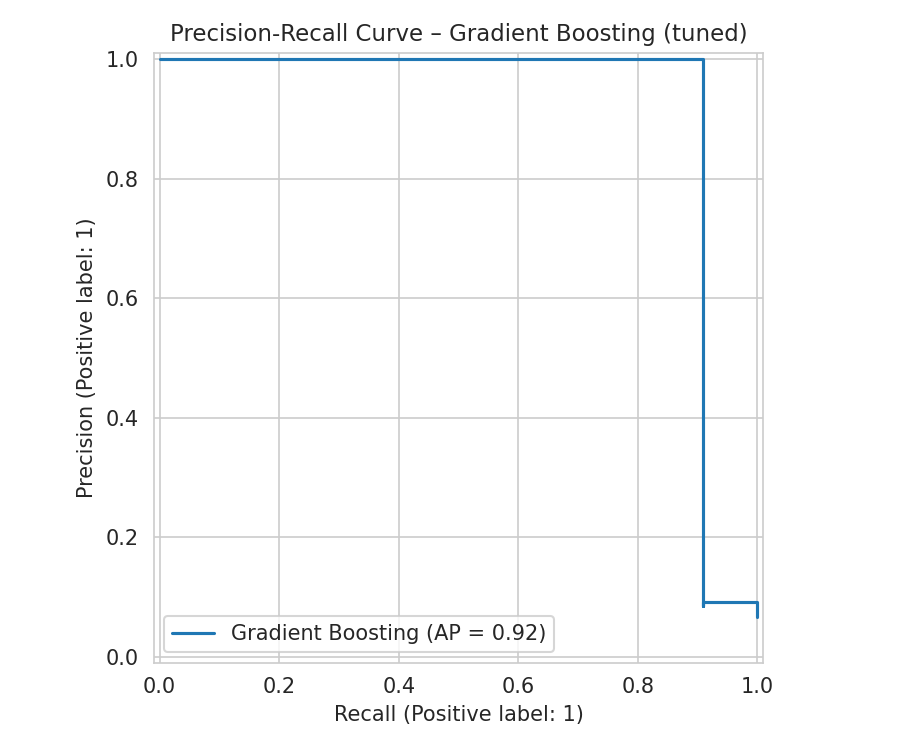 Precision-Recall Curve – Gradient Boosting (tuned)
1.0
0.8
0.6
0.4
0.2
0.0
Precision (Positive label: 1)
Gradient Boosting (AP = 0.92)
0.0 0.2 0.4 0.6 0.8 1.0
Recall (Positive label: 1)